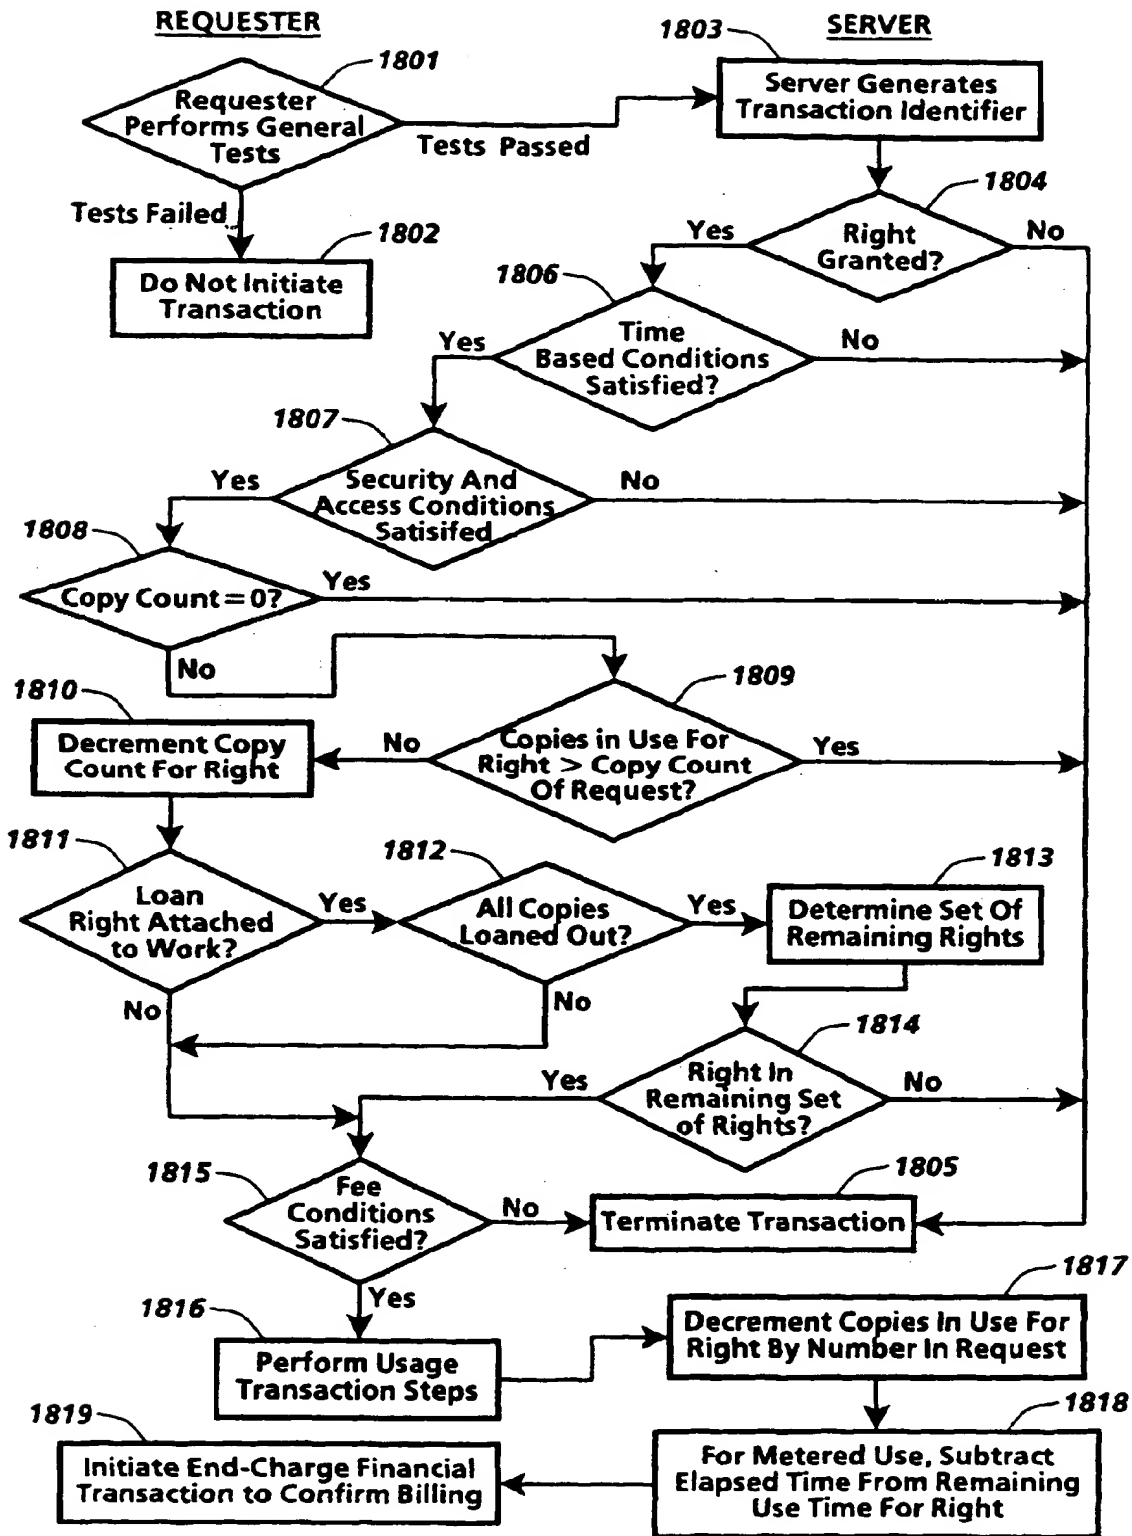 REQUESTER
SERVER
1801
1803
Requester
Performs General
Tests
Tests Passed
Server Generates
Transaction Identifier
Tests Failed
1802
Do Not Initiate
Transaction
1804
Right
Granted?
Yes
No
1806
Time
Based Conditions
Satisfied?
Yes
No
1807
Security And
Access Conditions
Satisifed
Yes
No
1808
Copy Count = 0?
Yes
No
1809
Copies in Use For
Right > Copy Count
Of Request?
No
Yes
1810
Decrement Copy
Count For Right
1811
Loan
Right Attached
to Work?
Yes
No
1812
All Copies
Loaned Out?
Yes
No
1813
Determine Set Of
Remaining Rights
1814
Right In
Remaining Set
of Rights?
Yes
No
1815
Fee
Conditions
Satisfied?
No
Yes
1805
Terminate Transaction
1816
Perform Usage
Transaction Steps
1817
Decrement Copies In Use For
Right By Number In Request
1818
For Metered Use, Subtract
Elapsed Time From Remaining
Use Time For Right
1819
Initiate End-Charge Financial
Transaction to Confirm Billing